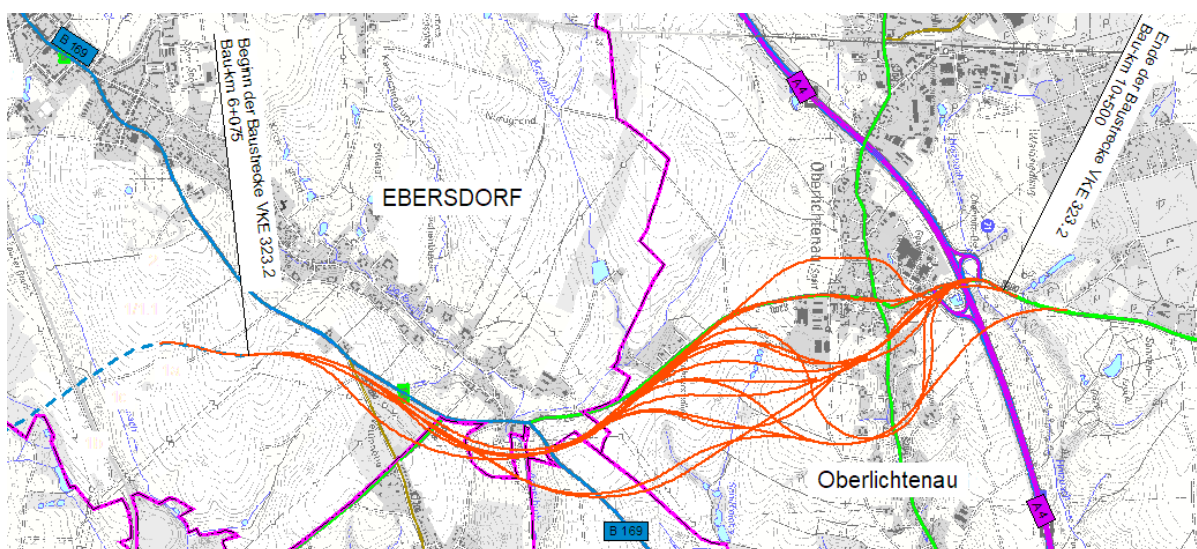 B 169
Beginn der Baustrecke VKE 323.2
Bau-km 6+075
EBERSDORF
A 4
Oberlichtenau
71
Ende der Baustrecke VKE 323.2
Bau-km 10+500
Oberlichtenau
B 169
A 4